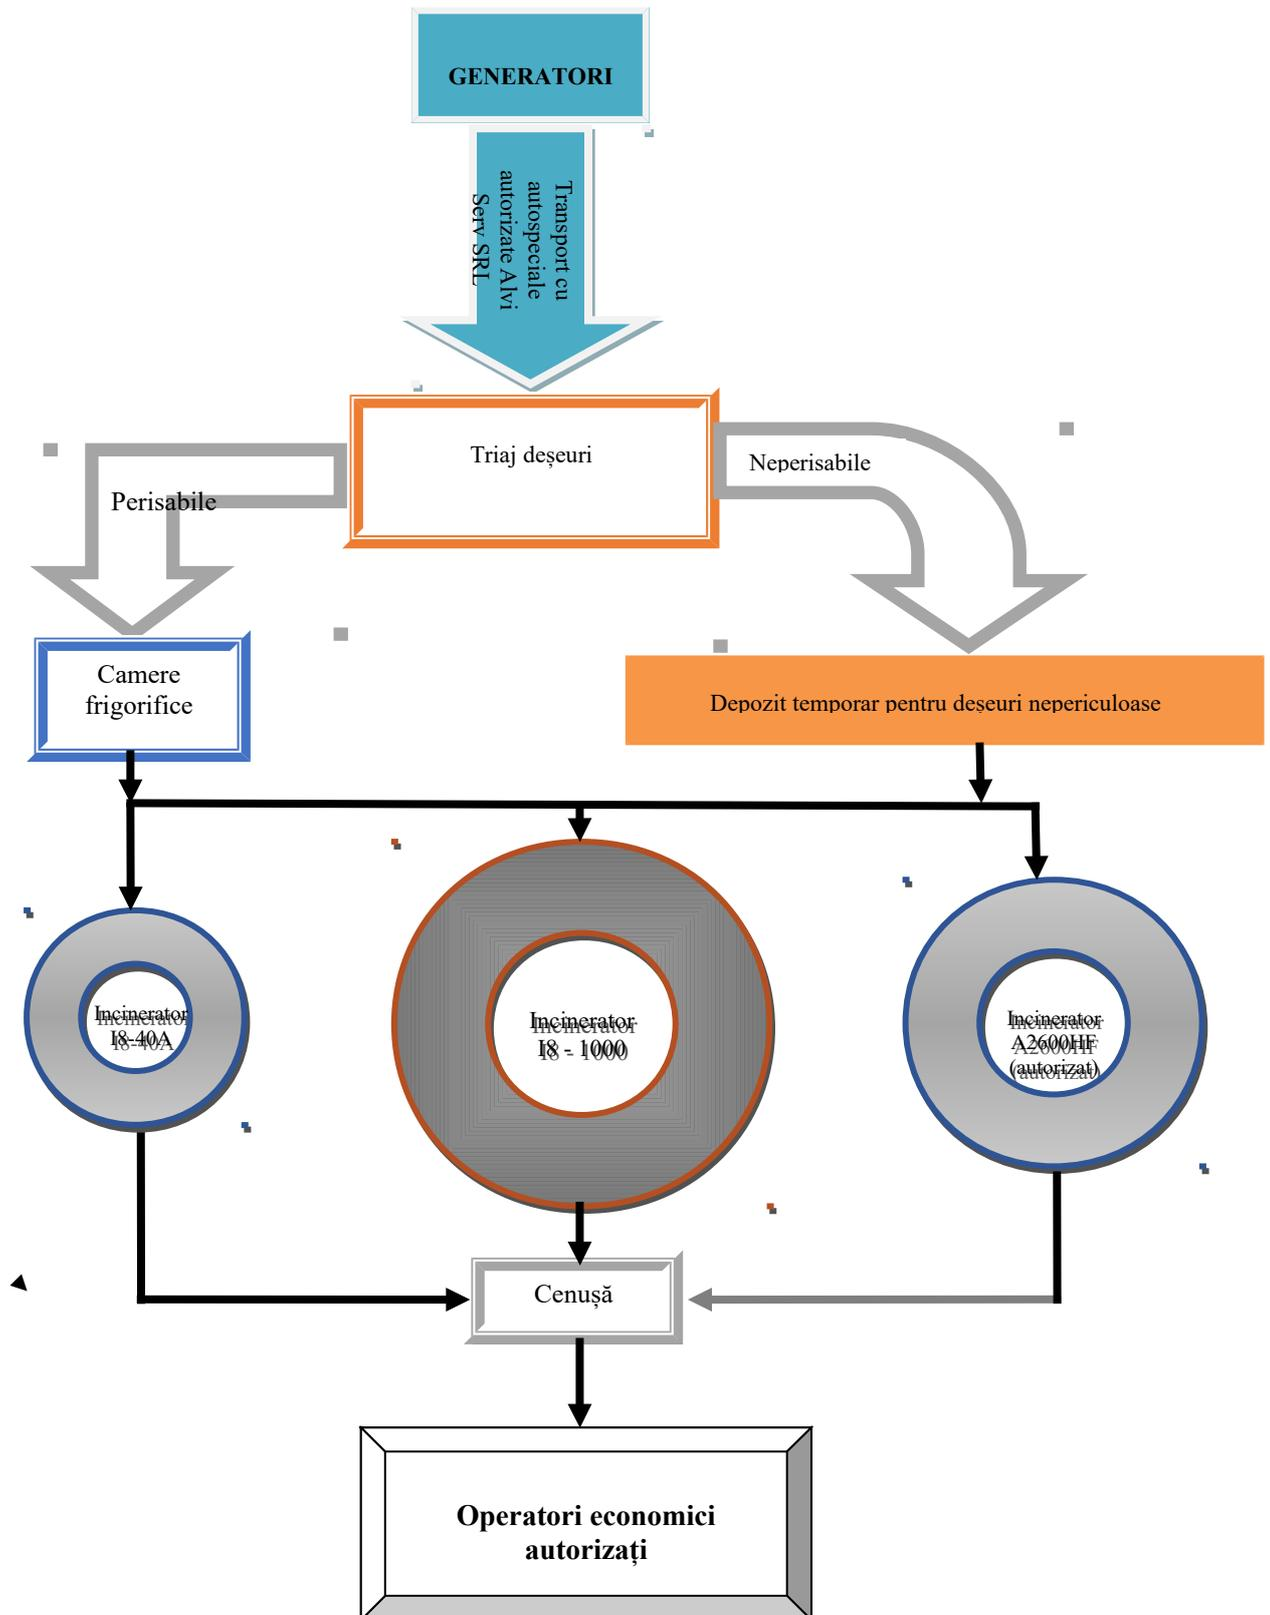 GENERATORI
Transport cu
autospeciale
autorizate Alvi
Serv SRL
Triaj deșeuri
Neperisabile
Perisabile
Camere
frigorifice
Depozit temporar pentru deșeuri nepericuloase
Incinerator
I8-40A
Incinerator
I8 - 1000
Incinerator
A2600HF
(autorizat)
Cenușă
Operatori economici
autorizați